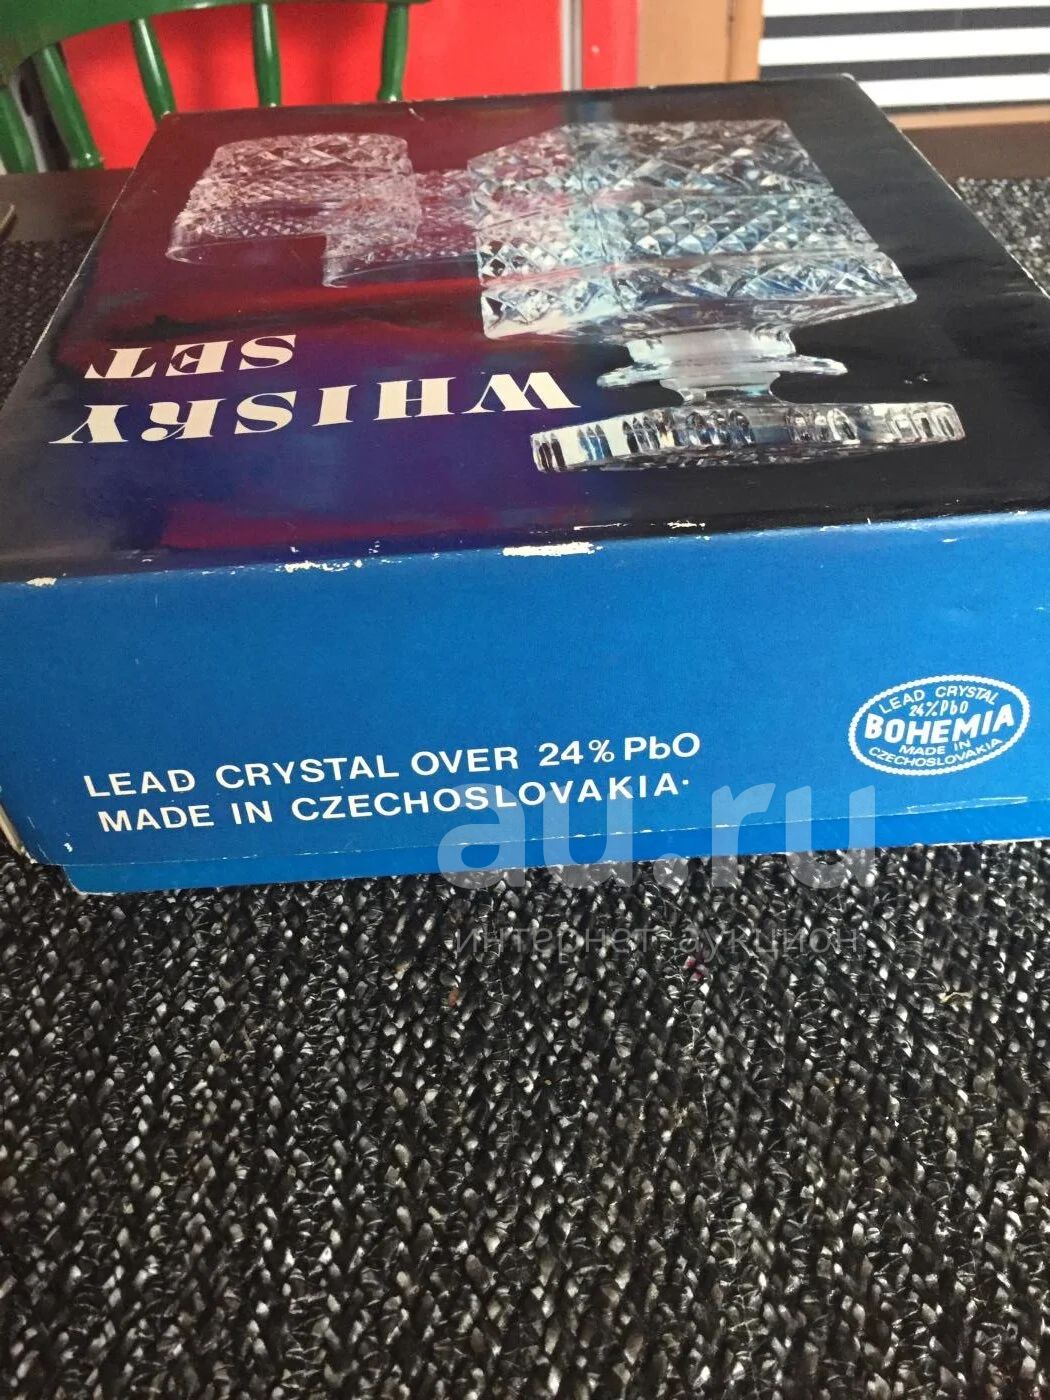 WHISKY
SET
LEAD CRYSTAL OVER 24% PbO
MADE IN CZECHOSLOVAKIA·
LEAD CRYSTAL
24% PbO
BOHEMIA
MADE IN
CZECHOSLOVAKIA
au.ru
интернет-аукцион